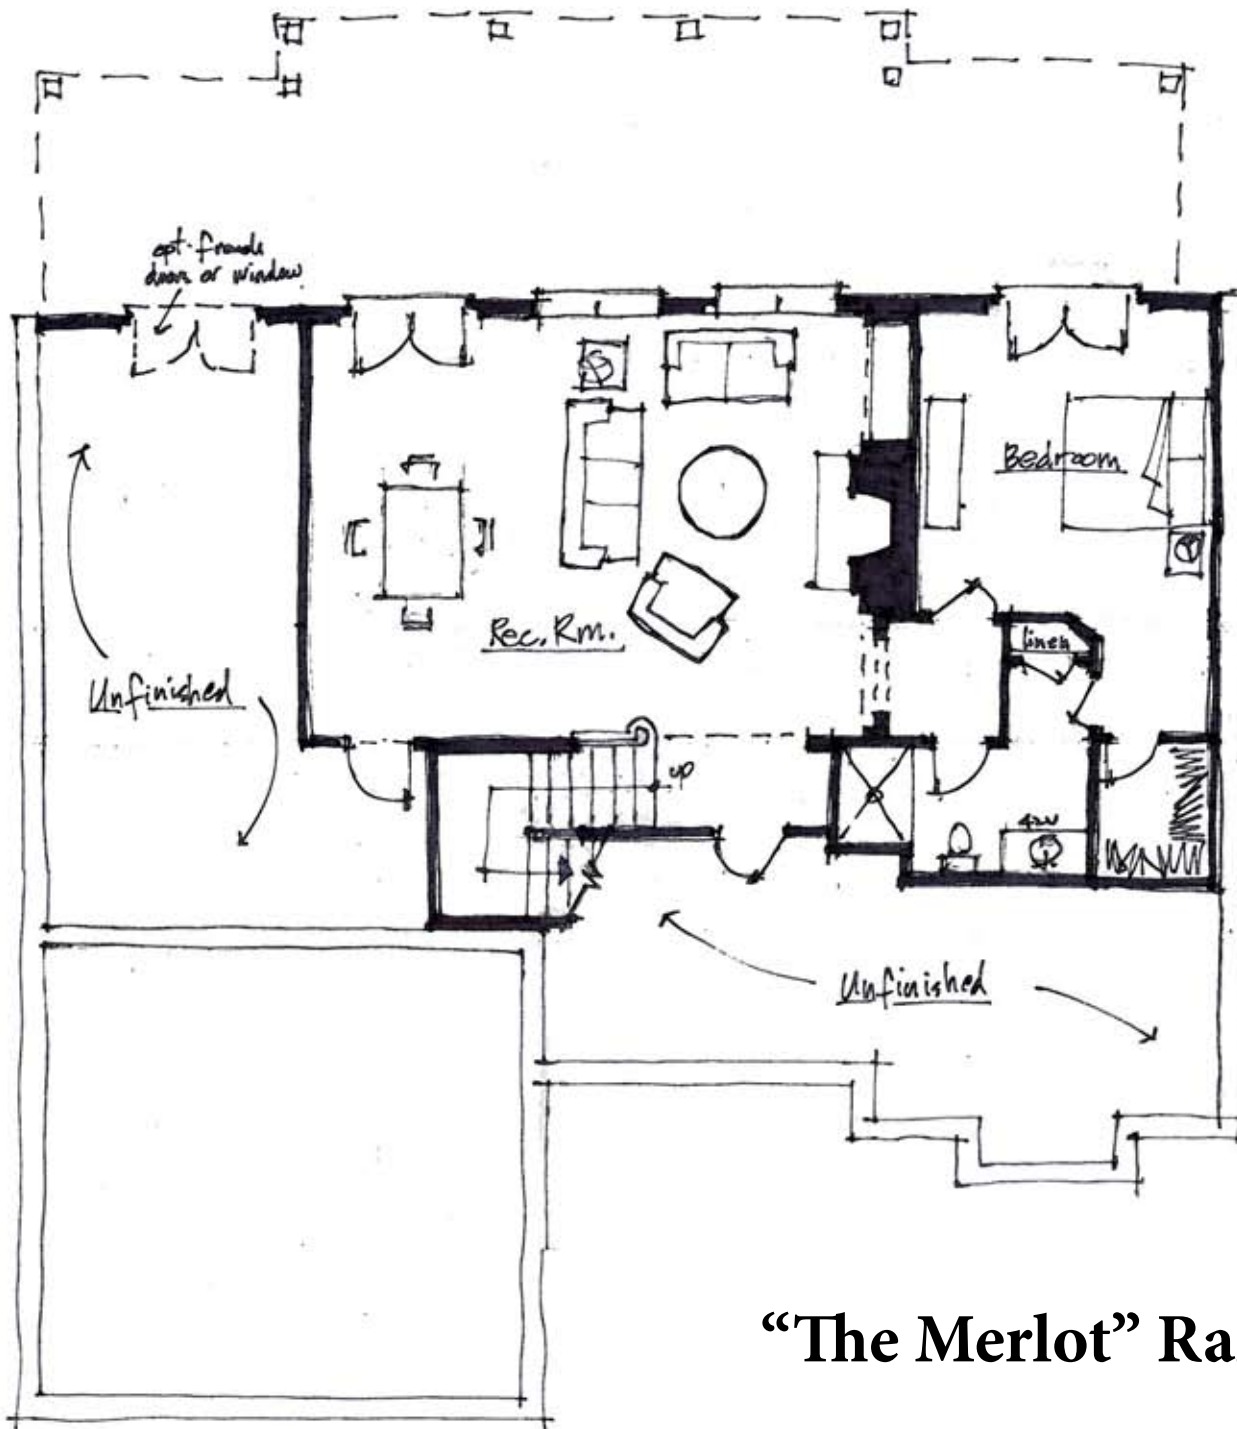 opt. french
door or window
Bedroom
linen
Rec. Rm.
Unfinished
up
Unfinished
“The Merlot” Ra